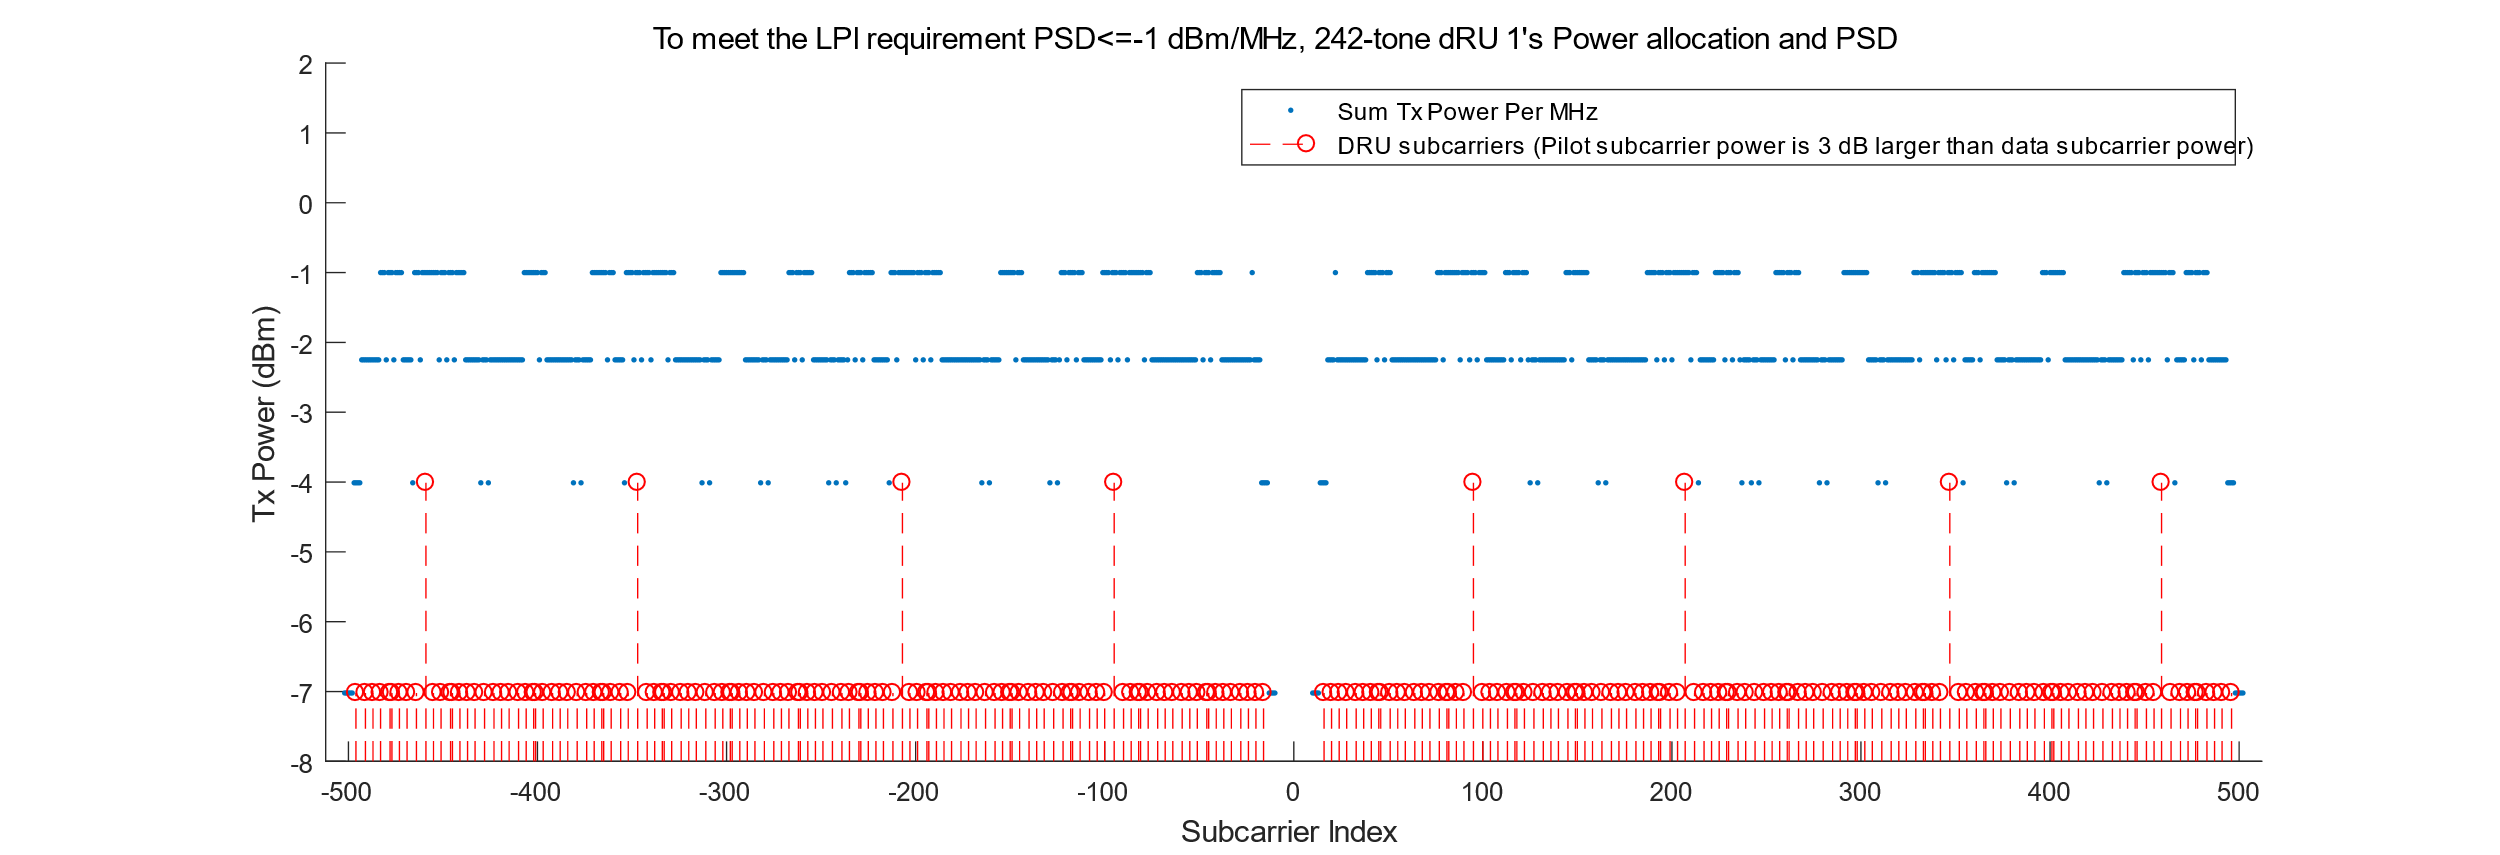 To meet the LPI requirement PSD<=-1 dBm/MHz, 242-tone dRU 1's Power allocation and PSD
Sum Tx Power Per MHz
DRU subcarriers (Pilot subcarrier power is 3 dB larger than data subcarrier power)
Tx Power (dBm)
2
1
0
-1
-2
-3
-4
-5
-6
-7
-8
-500 -400 -300 -200 -100 0 100 200 300 400 500
Subcarrier Index